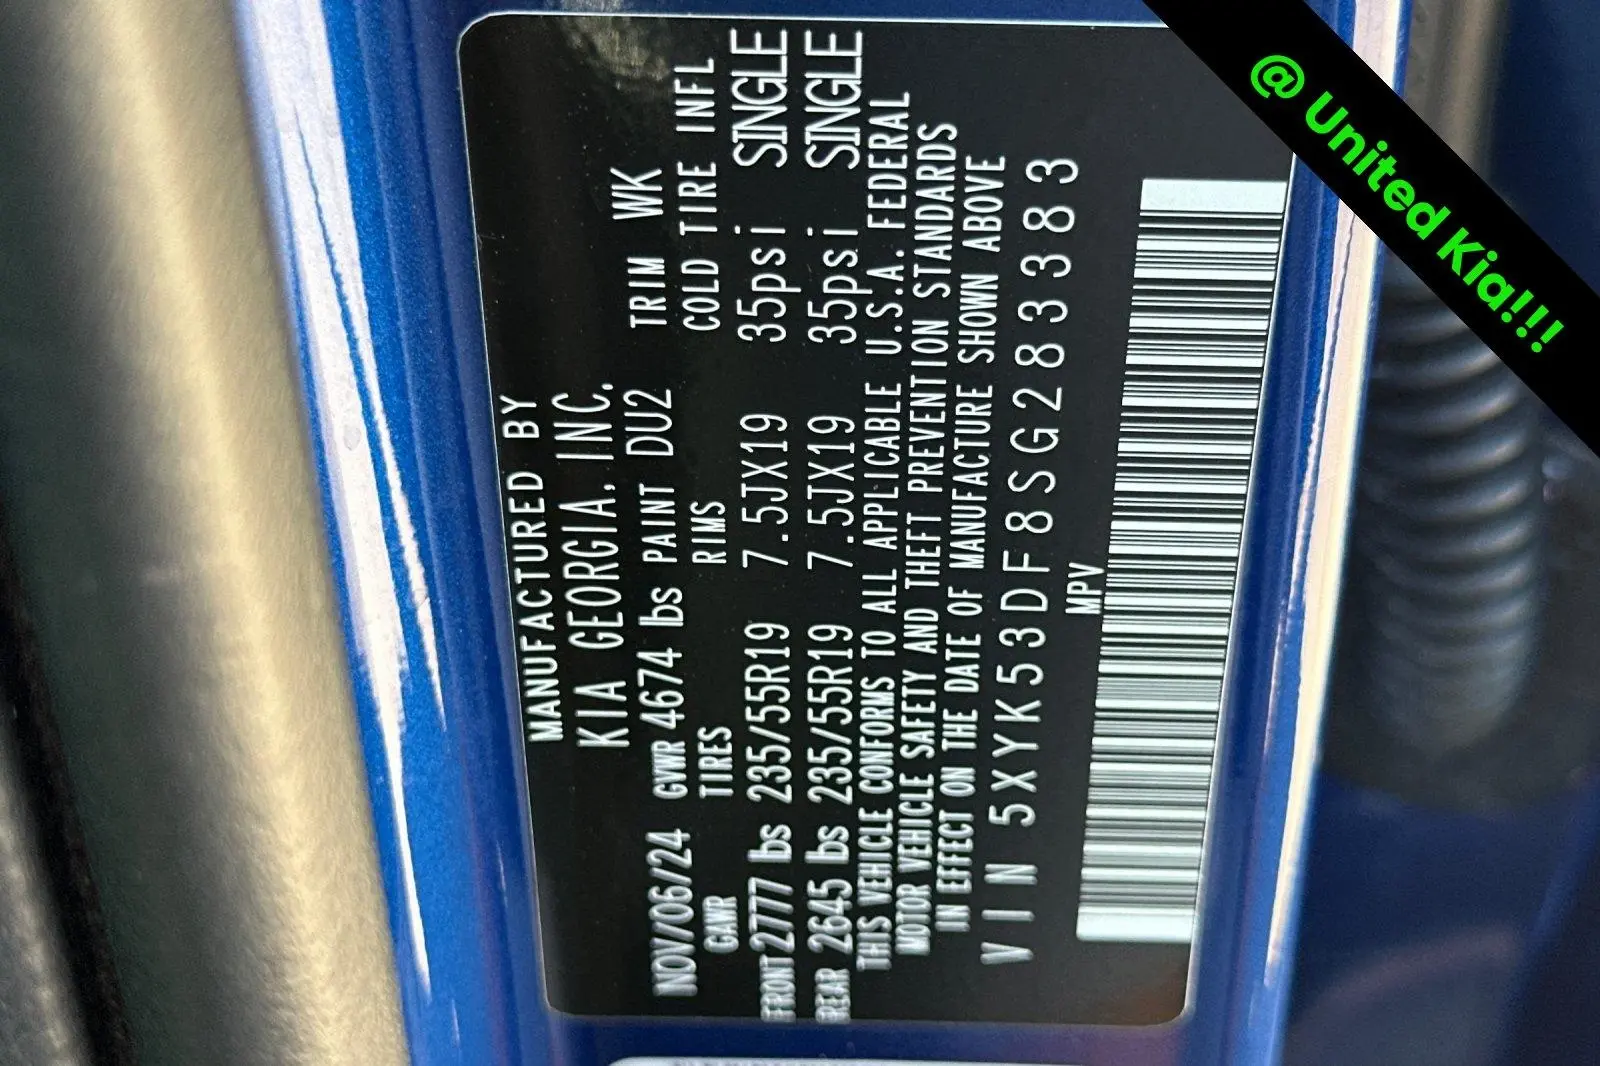 MANUFACTURED BY
KIA GEORGIA, INC.
NOV/06/24 GVWR 4674 lbs PAINT DU2 TRIM WK
GAWR TIRES RIMS COLD TIRE INFL
FRONT 2777 lbs 235/55R19 7.5JX19 35psi SINGLE
REAR 2645 lbs 235/55R19 7.5JX19 35psi SINGLE
THIS VEHICLE CONFORMS TO ALL APPLICABLE U.S.A. FEDERAL
MOTOR VEHICLE SAFETY AND THEFT PREVENTION STANDARDS
IN EFFECT ON THE DATE OF MANUFACTURE SHOWN ABOVE
VIN 5XYK53DF8SG283383
MPV
@ United Kia!!!